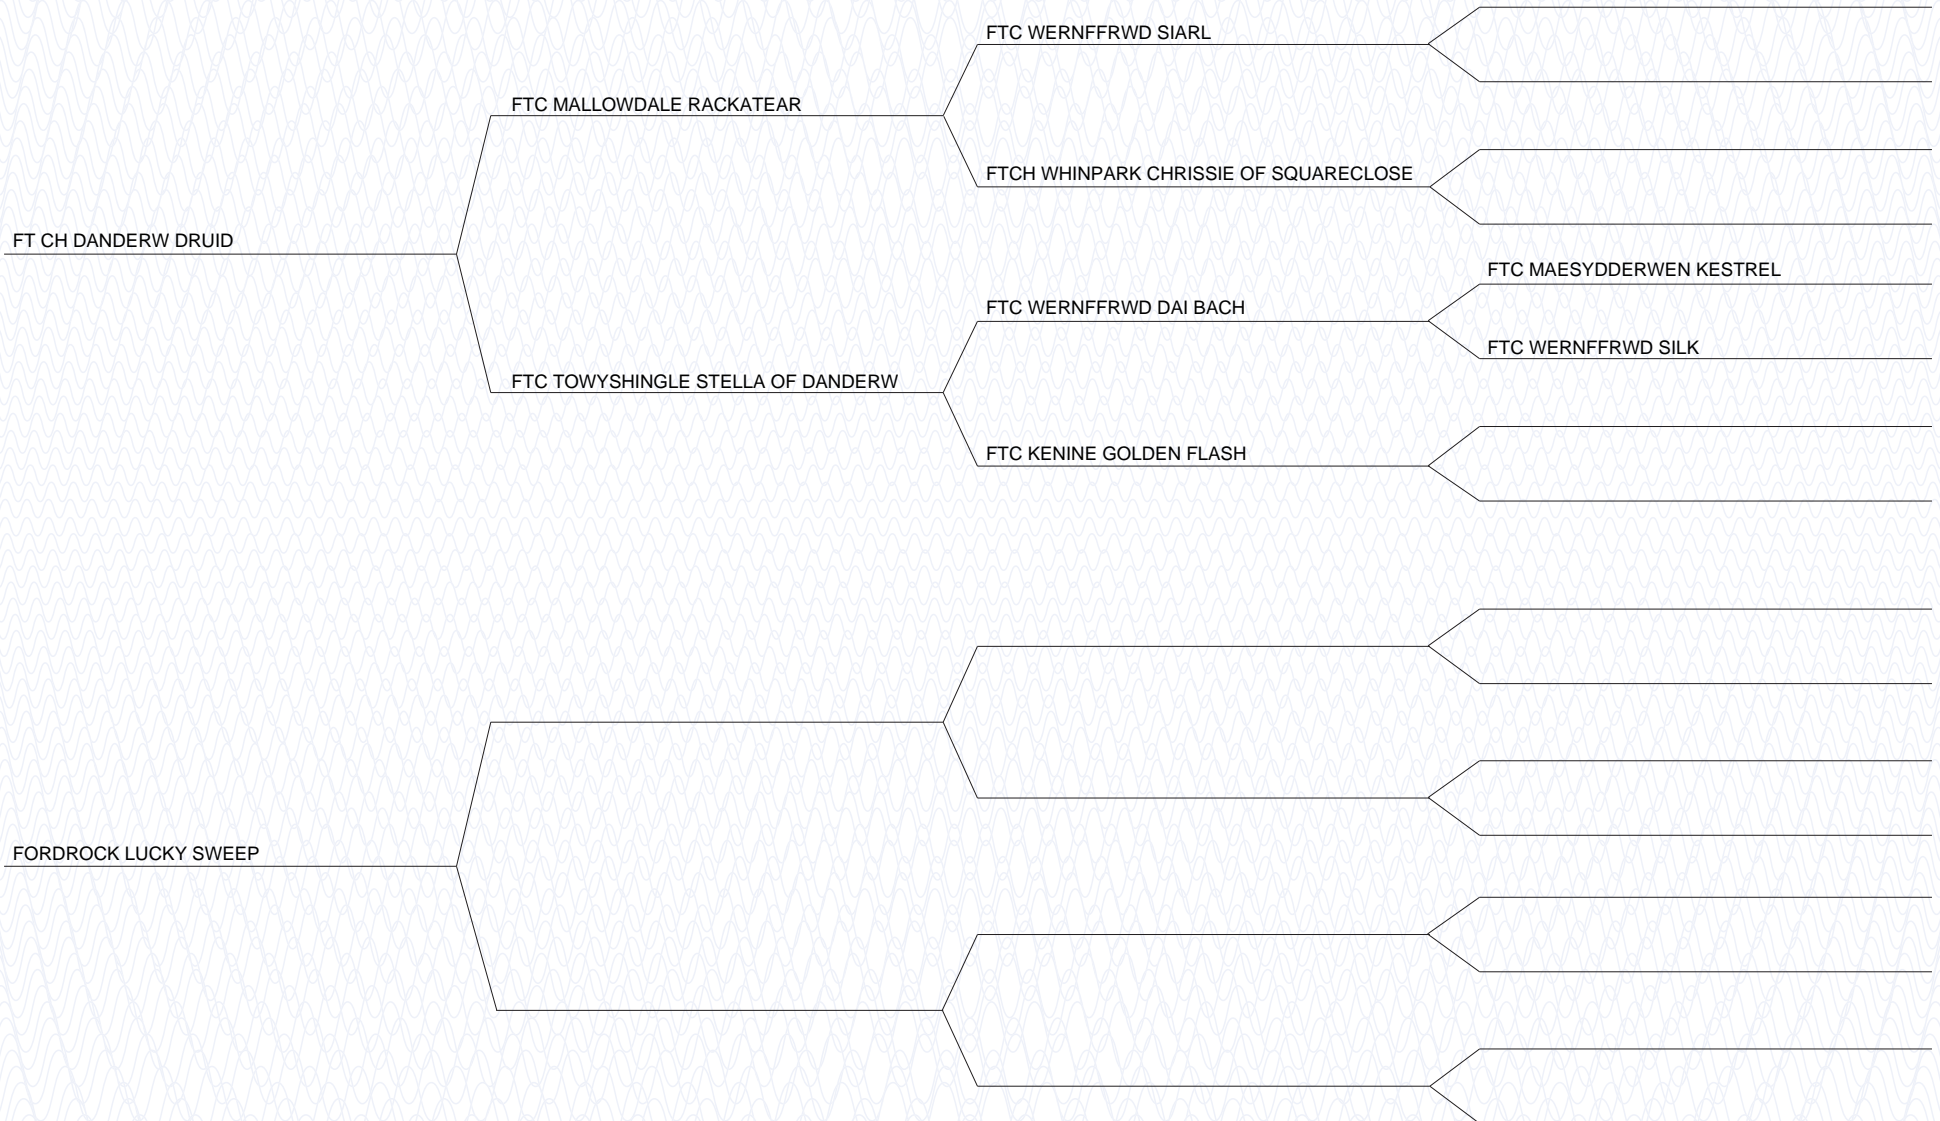 FTC WERNFFRWD SIARL
FTC MALLOWDALE RACKATEAR
FTCH WHINPARK CHRISSIE OF SQUARECLOSE
FT CH DANDERW DRUID
FTC MAESYDDERWEN KESTREL
FTC WERNFFRWD DAI BACH
FTC WERNFFRWD SILK
FTC TOWYSHINGLE STELLA OF DANDERW
FTC KENINE GOLDEN FLASH
FORDROCK LUCKY SWEEP